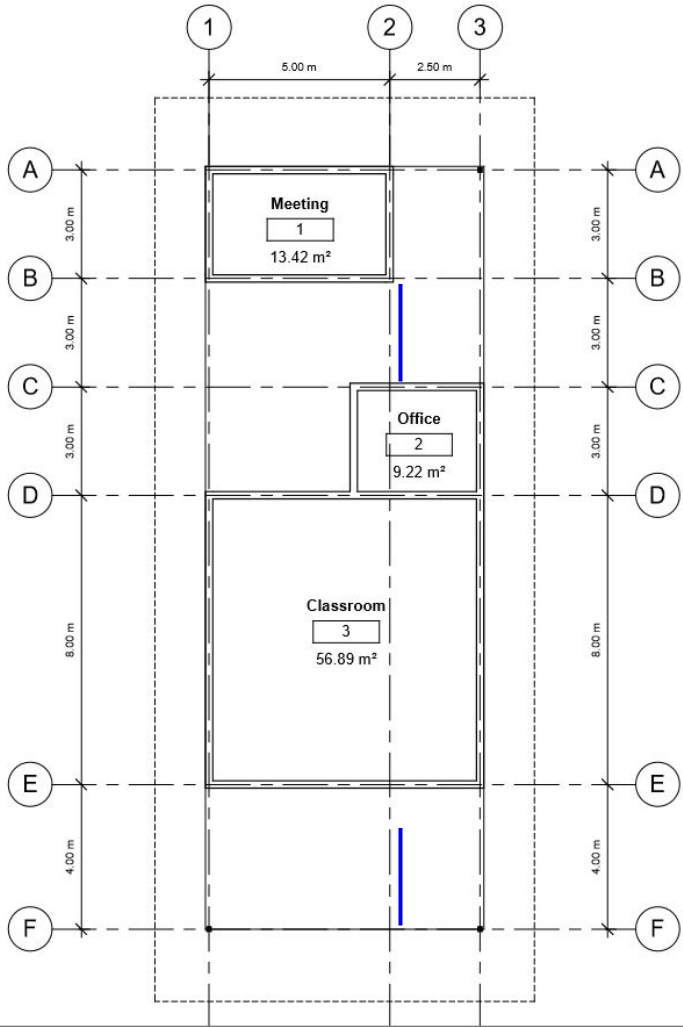 1
2
3
5.00 m
2.50 m
A
A
3.00 m
3.00 m
Meeting
1
13.42 m²
B
B
3.00 m
3.00 m
C
C
3.00 m
3.00 m
Office
2
9.22 m²
D
D
8.00 m
8.00 m
Classroom
3
56.89 m²
E
E
4.00 m
4.00 m
F
F